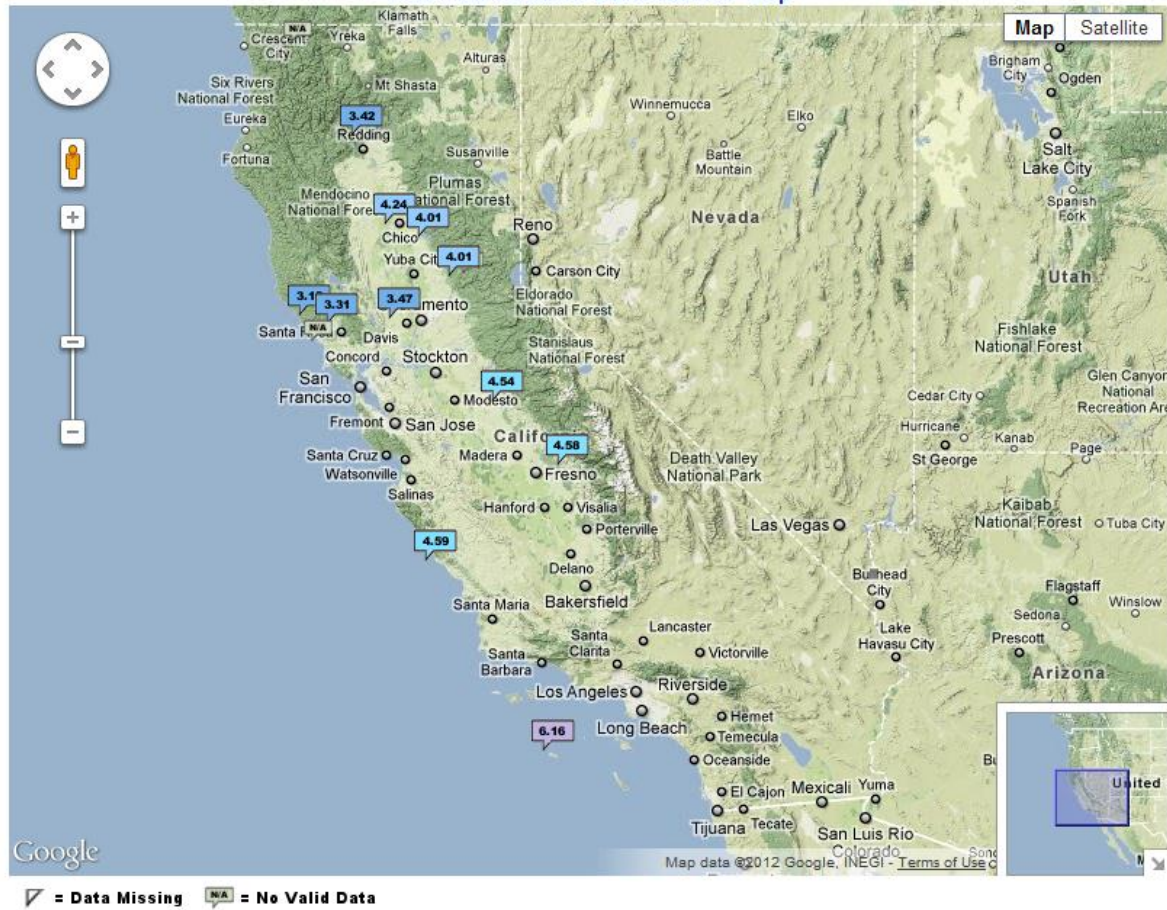 Map
Satellite
Klamath
Falls
N/A
Crescent
City
Yreka
Alturas
Brigham
City
Ogden
Six Rivers
National Forest
Mt Shasta
Winnemucca
Elko
Eureka
3.42
Redding
Salt
Lake City
Fortuna
Susanville
Battle
Mountain
Mendocino
National
Plumas
National Forest
Spanish
Fork
4.24
4.01
Chico
Nevada
Reno
Yuba
4.01
Carson City
Utah
Eldorado
National Forest
3.31
3.47
Santa
N/A
Davis
Fishlake
National Forest
Stanislaus
National Forest
Concord
Stockton
San
Francisco
4.54
Modesto
Glen Canyon
National
Recreation
Cedar City
Fremont
San Jose
Hurricane
Kanab
Page
4.58
St George
Santa Cruz
Madera
Death Valley
National Park
Watsonville
Fresno
Salinas
Hanford
Visalia
Kaibab
National Forest
Tuba City
Porterville
Las Vegas
4.59
Delano
Bullhead
City
Bakersfield
Flagstaff
Winslow
Santa Maria
Sedona
Lancaster
Lake
Havasu City
Prescott
Santa
Clarita
Victorville
Santa
Barbara
Arizona
Los Angeles
Riverside
Long Beach
Hemet
6.16
Temecula
Oceanside
United
El Cajon
Mexicali
Yuma
Tijuana
Tecate
San Luis Rio
Colorado
Google
Map data ©2012 Google, INEGI - Terms of Use
= Data Missing N/A = No Valid Data